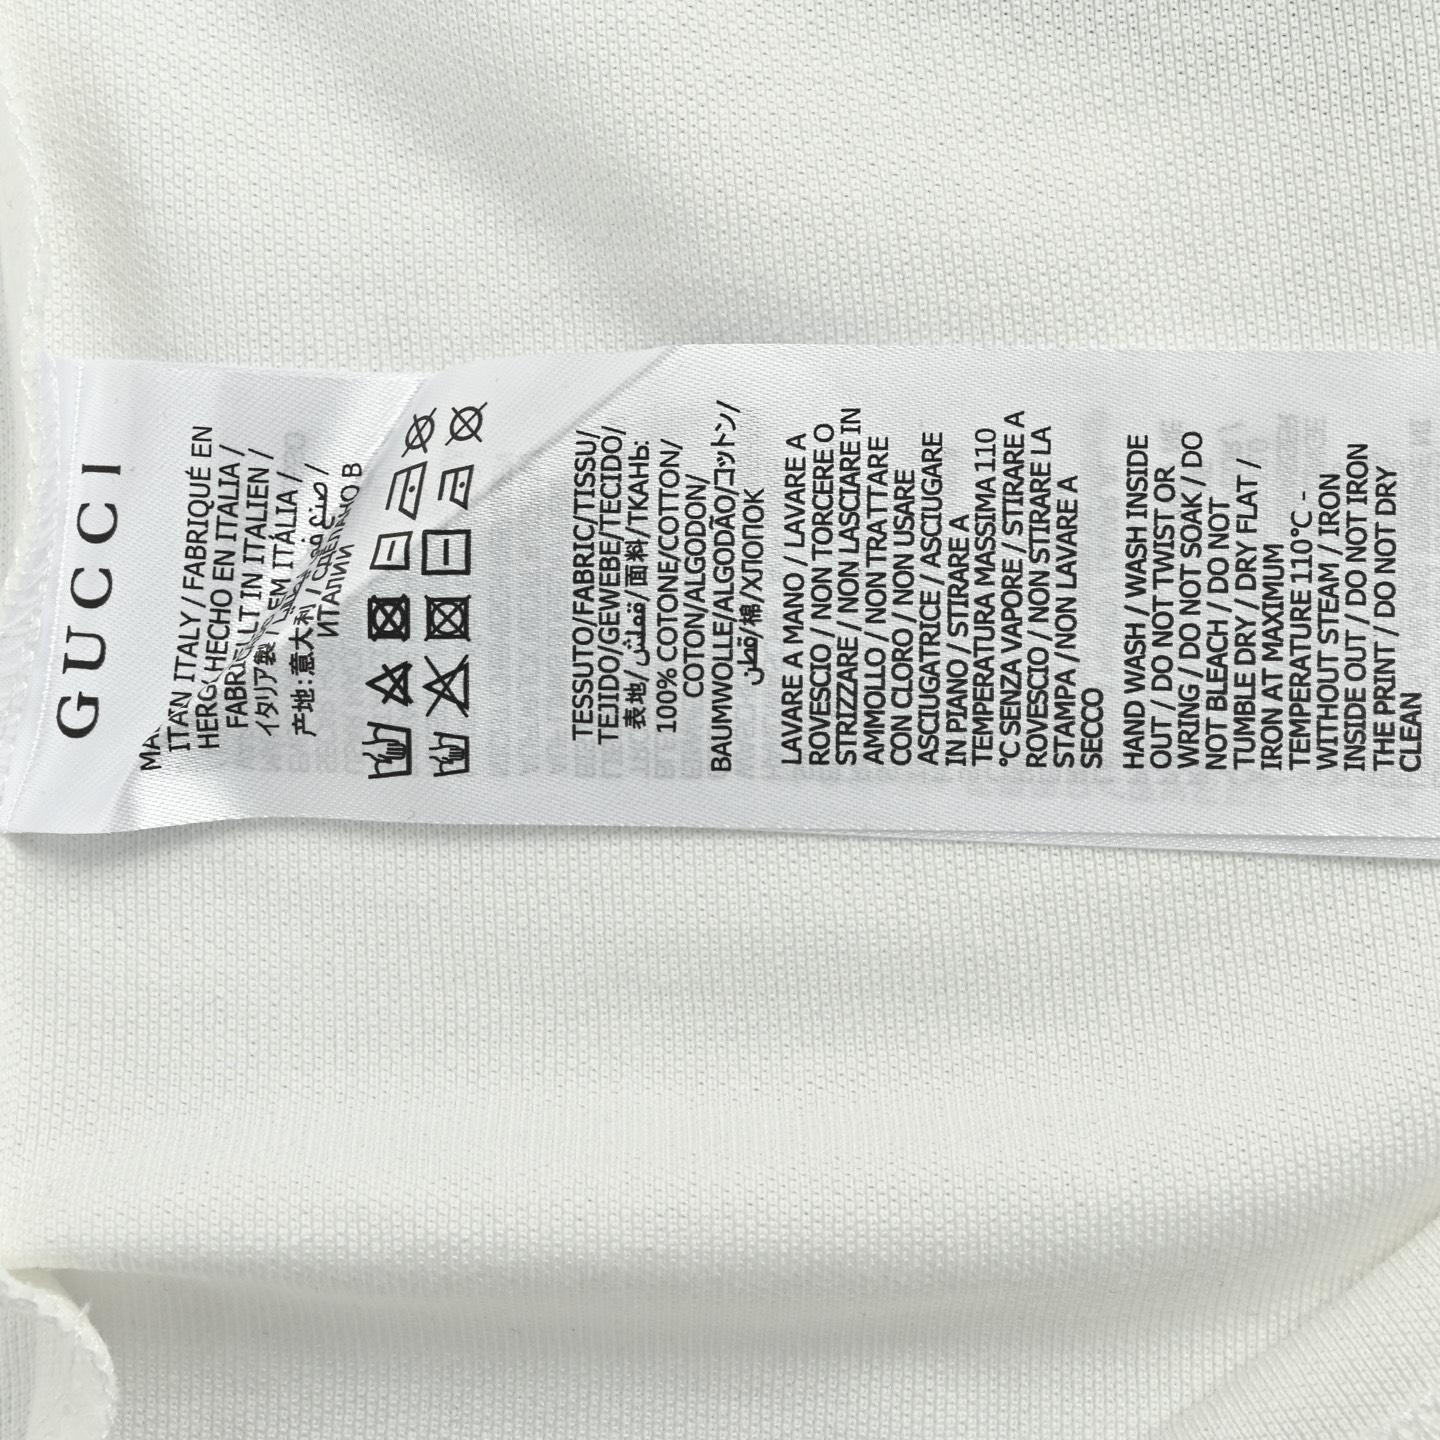 GUCCI
ITALY / FABRIQUÉ EN
HECHO EN ITALIA /
IN ITALIEN /
イタリア製 / EM ITÁLIA /
产地:意大利 /
ИТАЛИИ
TESSUTO/FABRIC/TISSU/
TEJIDO/GEWEBE/TECIDO/
表地/قماش/面料/ТКАНЬ:
100% COTONE/COTTON/
COTON/ALGODON/
BAUMWOLLE/ALGODÃO/コットン/
قطن/棉/ХЛОПОК
LAVARE A MANO / LAVARE A
ROVESCIO / NON TORCERE O
STRIZZARE / NON LASCIARE IN
AMMOLLO / NON TRATTARE
CON CLORO / NON USARE
ASCIUGATRICE / ASCIUGARE
IN PIANO / STIRARE A
TEMPERATURA MASSIMA 110
°C SENZA VAPORE / STIRARE A
ROVESCIO / NON STIRARE LA
STAMPA / NON LAVARE A
SECCO
HAND WASH / WASH INSIDE
OUT / DO NOT TWIST OR
WRING / DO NOT SOAK / DO
NOT BLEACH / DO NOT
TUMBLE DRY / DRY FLAT /
IRON AT MAXIMUM
TEMPERATURE 110°C -
WITHOUT STEAM / IRON
INSIDE OUT / DO NOT IRON
THE PRINT / DO NOT DRY
CLEAN